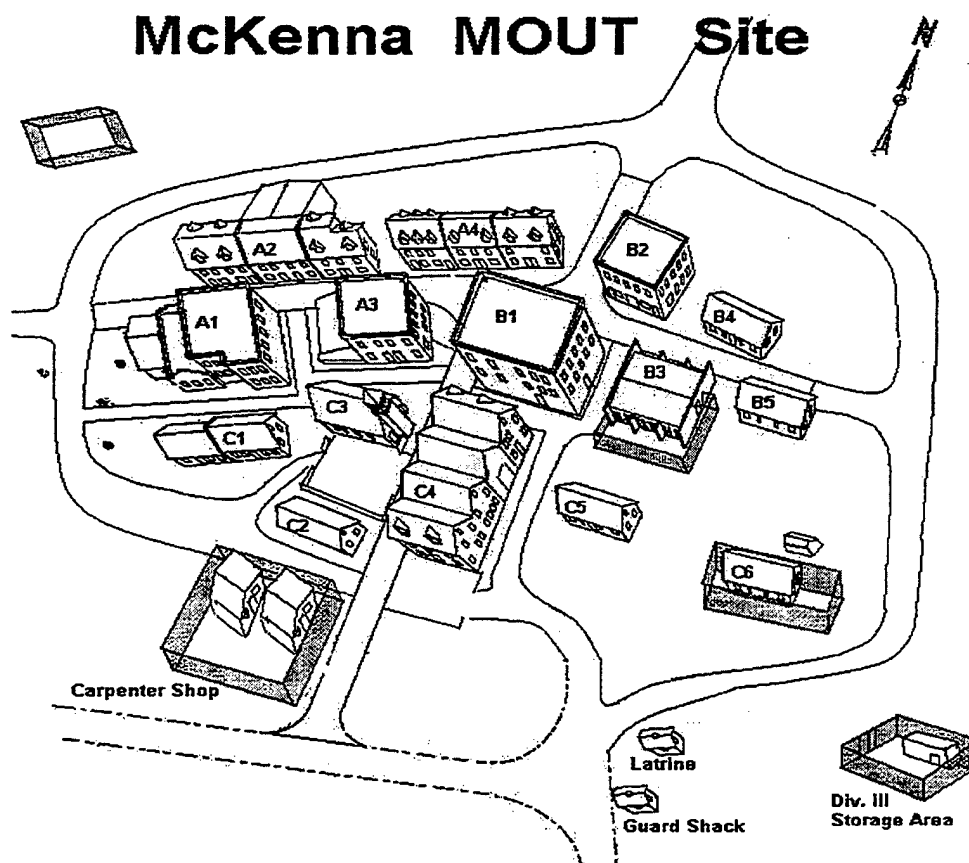 McKenna MOUT Site
N
A2
A4
B2
A1
A3
B1
B4
B3
B5
C3
C1
C4
C5
C2
C6
Carpenter Shop
Latrine
Guard Shack
Div. III
Storage Area